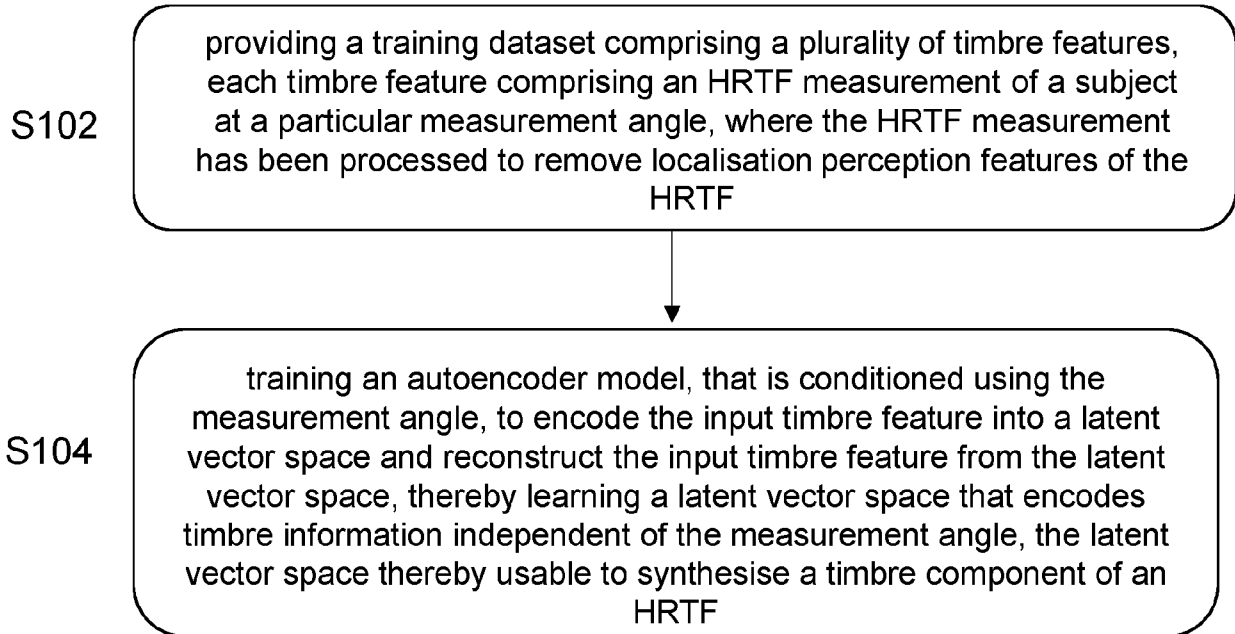 S102
providing a training dataset comprising a plurality of timbre features,
each timbre feature comprising an HRTF measurement of a subject
at a particular measurement angle, where the HRTF measurement
has been processed to remove localisation perception features of the
HRTF
S104
training an autoencoder model, that is conditioned using the
measurement angle, to encode the input timbre feature into a latent
vector space and reconstruct the input timbre feature from the latent
vector space, thereby learning a latent vector space that encodes
timbre information independent of the measurement angle, the latent
vector space thereby usable to synthesise a timbre component of an
HRTF